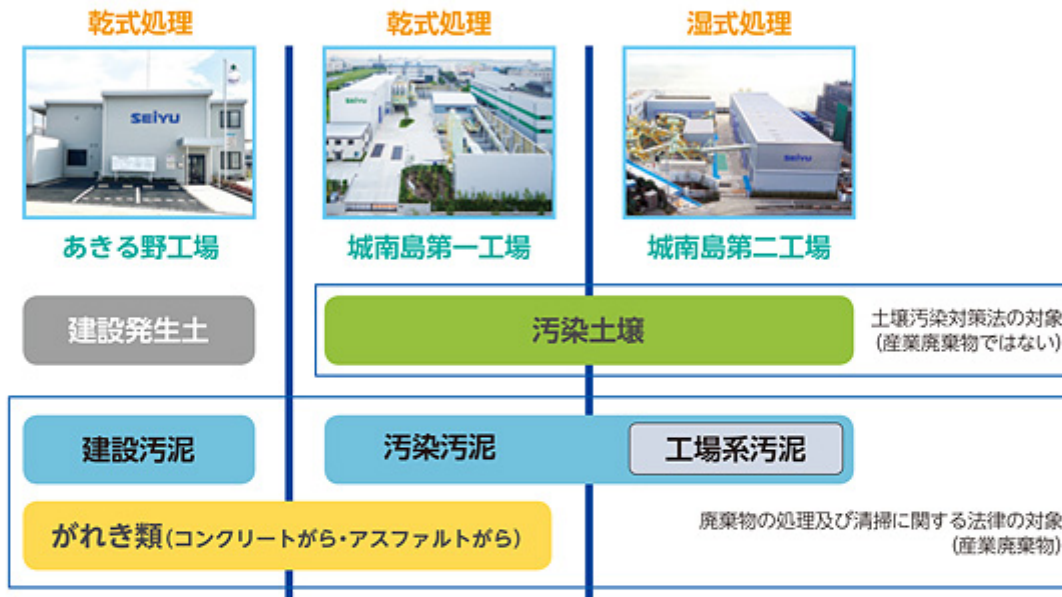 乾式処理
乾式処理
湿式処理
SEIYU
SEIYU
SEIYU
あきる野工場
城南島第一工場
城南島第二工場
建設発生土
汚染土壌
土壌汚染対策法の対象
(産業廃棄物ではない)
建設汚泥
汚染汚泥
工場系汚泥
がれき類(コンクリートがら・アスファルトがら)
廃棄物の処理及び清掃に関する法律の対象
(産業廃棄物)